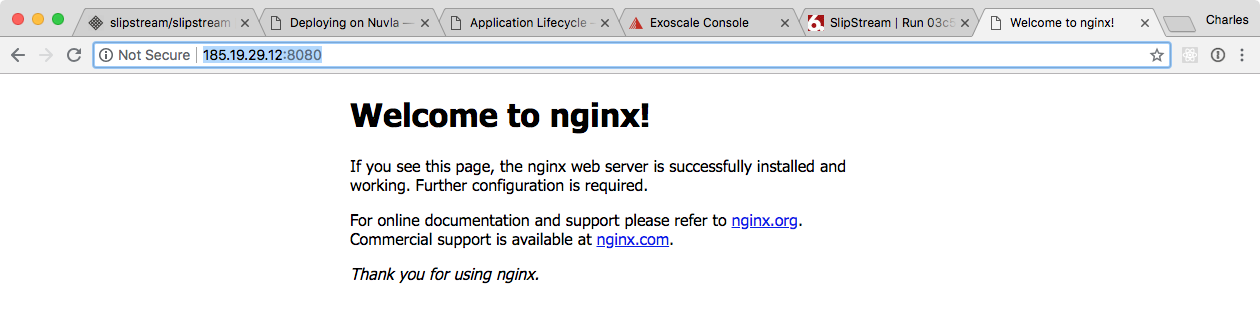 slipstream/slipstream
Deploying on Nuvla —
Application Lifecycle –
Exoscale Console
SlipStream | Run 03c5
Welcome to nginx!
Charles
Not Secure
185.19.29.12:8080
Welcome to nginx!
If you see this page, the nginx web server is successfully installed and
working. Further configuration is required.
For online documentation and support please refer to nginx.org.
Commercial support is available at nginx.com.
Thank you for using nginx.